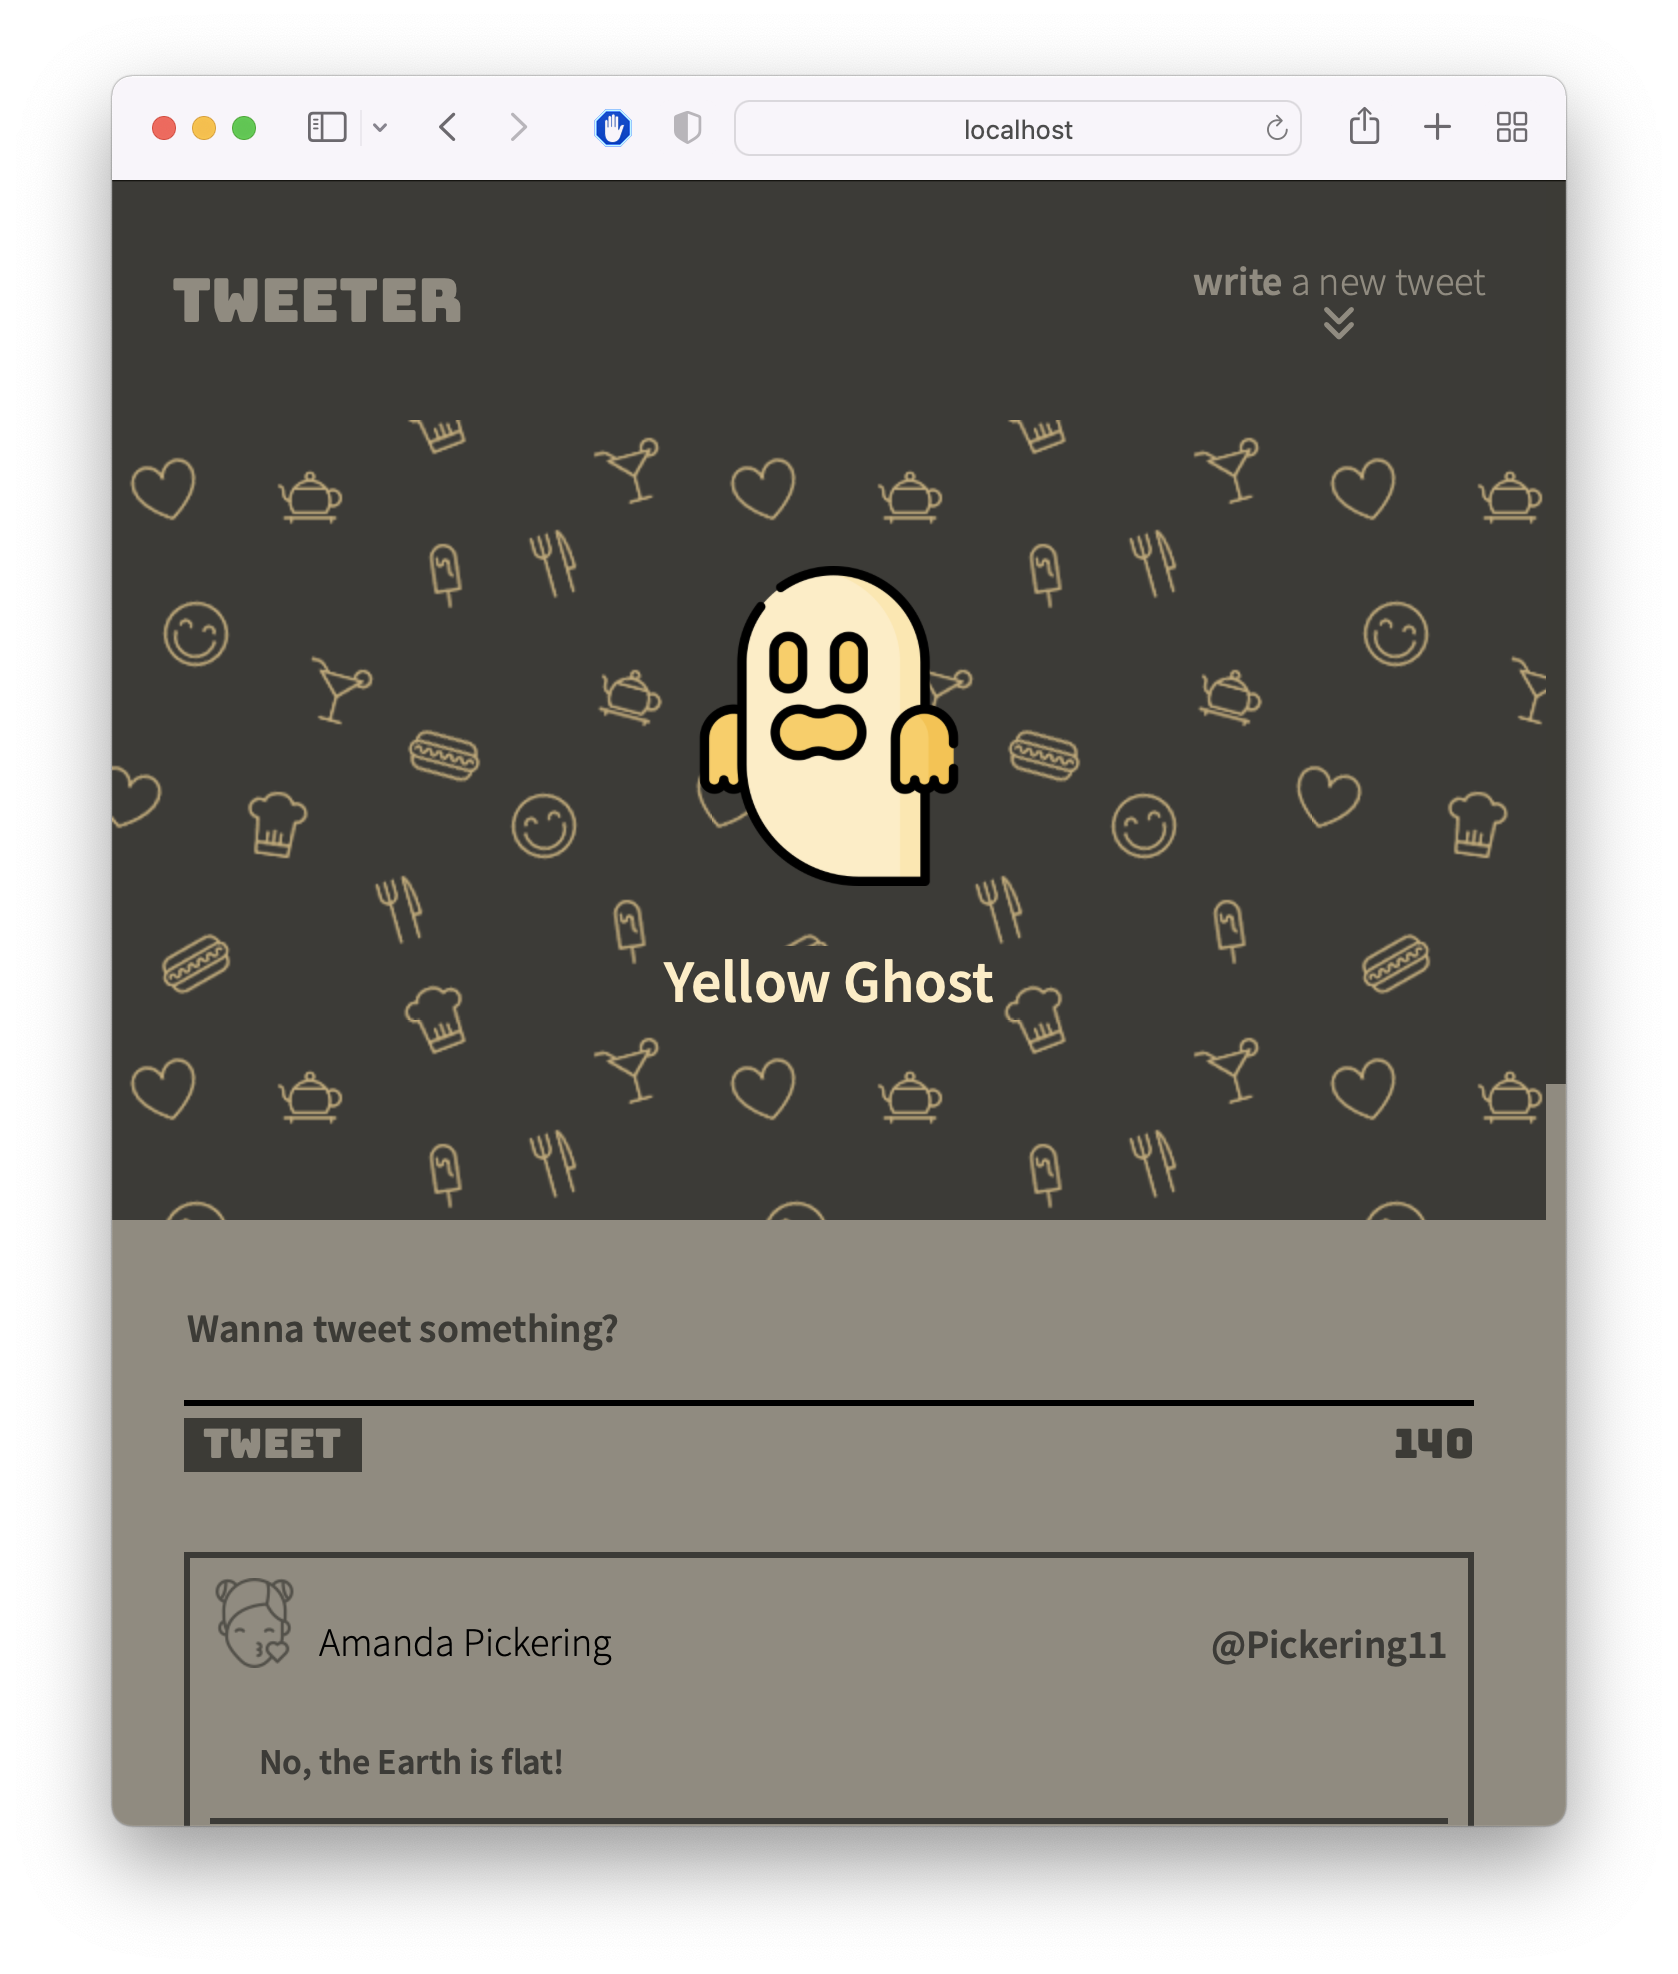 localhost
TWEETER
write a new tweet
Yellow Ghost
Wanna tweet something?
TWEET
140
Amanda Pickering
@Pickering11
No, the Earth is flat!